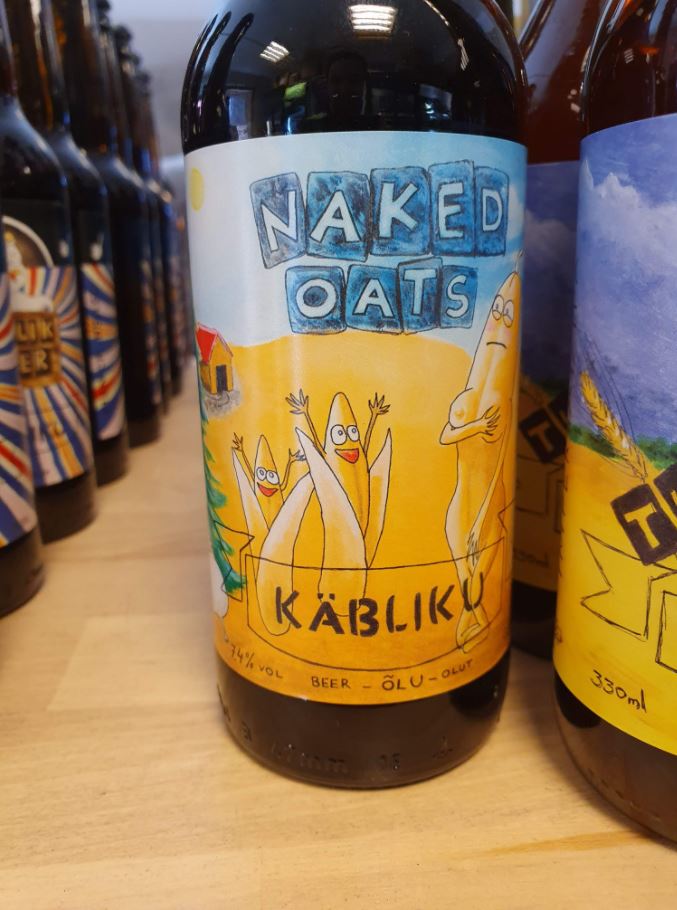 NAKED
OATS
KÄBLIKU
7,4% VOL
BEER - ÕLU - OLUT
330ml